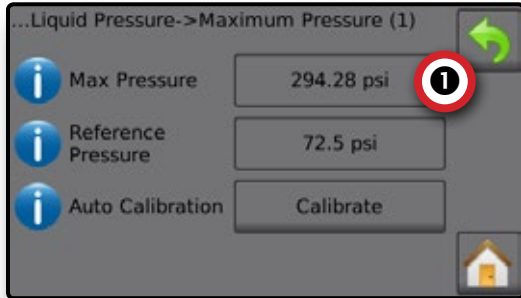 ...Liquid Pressure->Maximum Pressure (1)
Max Pressure 294.28 psi 1
Reference
Pressure 72.5 psi
Auto Calibration Calibrate